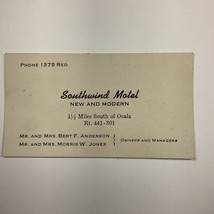 Phone 1379 Red
Southwind Motel
NEW AND MODERN
1½ Miles South of Ocala
Rt. 441-301
Mr. and Mrs. Bert F. Anderson
Mr. and Mrs. Morris W. Jones
Owners and Managers